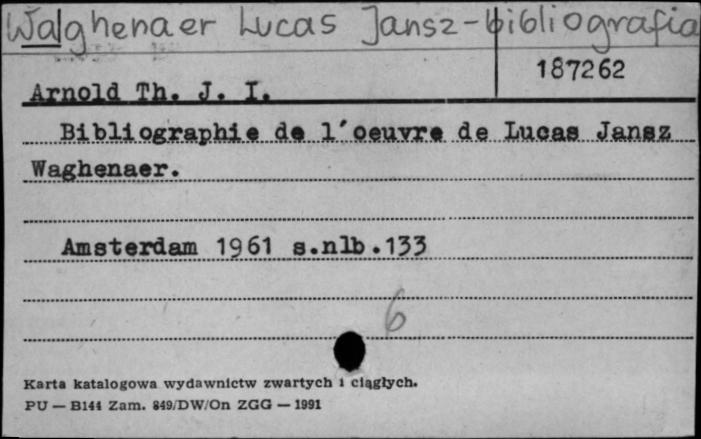 Walghenaer Lucas Jansz-bibliografia
187262
Arnold Th. J. I.
Bibliographie de l'oeuvre de Lucas Jansz
Waghenaer.
Amsterdam 1961 s.nlb.133
6
Karta katalogowa wydawnictw zwartych i ciągłych.
PU — B144 Zam. 849/DW/On ZGG — 1991